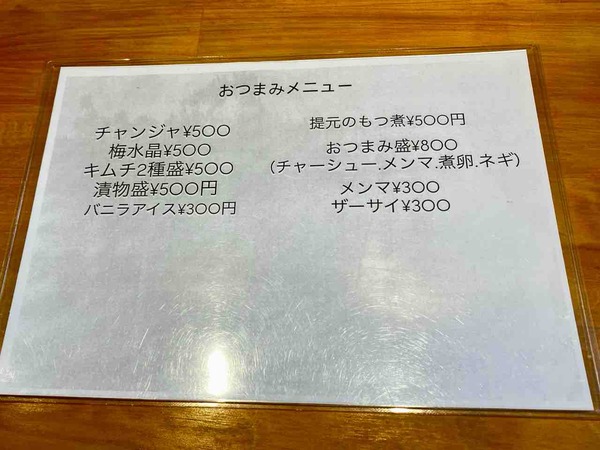 おつまみメニュー
チャンジャ¥500
梅水晶¥500
キムチ2種盛¥500
漬物盛¥500円
バニラアイス¥300円
提元のもつ煮¥500円
おつまみ盛¥800
(チャーシュー.メンマ.煮卵.ネギ)
メンマ¥300
ザーサイ¥300